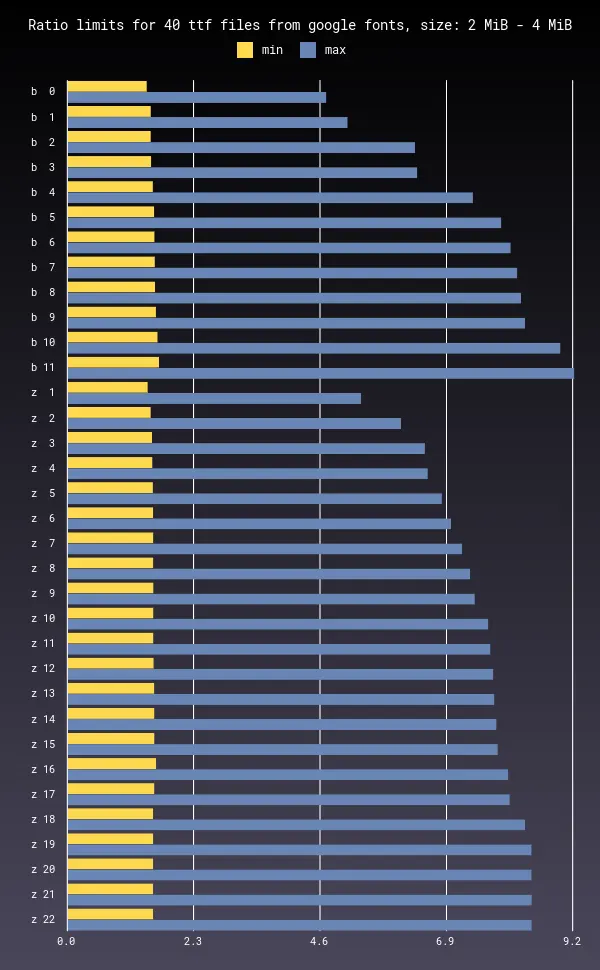 Ratio limits for 40 ttf files from google fonts, size: 2 MiB - 4 MiB
min max
b 0
b 1
b 2
b 3
b 4
b 5
b 6
b 7
b 8
b 9
b 10
b 11
z 1
z 2
z 3
z 4
z 5
z 6
z 7
z 8
z 9
z 10
z 11
z 12
z 13
z 14
z 15
z 16
z 17
z 18
z 19
z 20
z 21
z 22
0.0 2.3 4.6 6.9 9.2